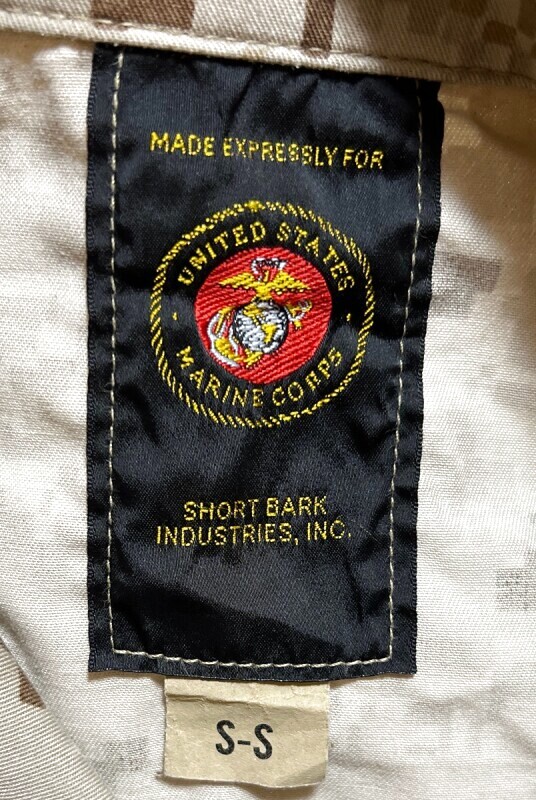 MADE EXPRESSLY FOR
UNITED STATES
MARINE CORPS
SHORT BARK
INDUSTRIES, INC.
S-S